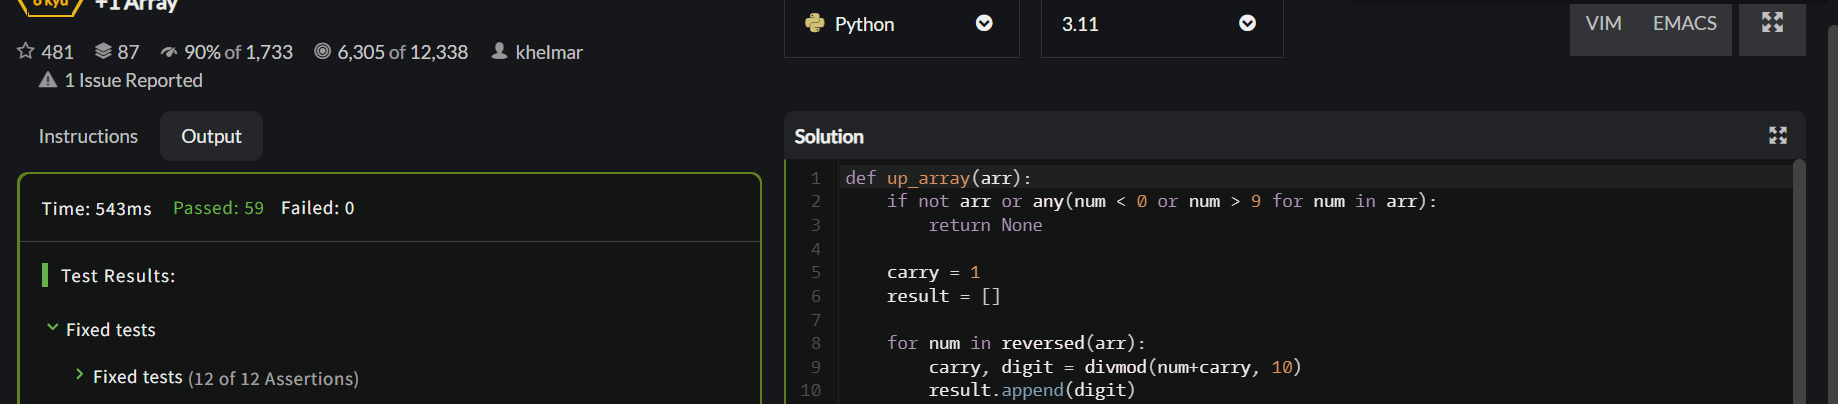 6 kyu
+1 Array
481 87 90% of 1,733 6,305 of 12,338 khelmar
1 Issue Reported
Instructions Output
Time: 543ms Passed: 59 Failed: 0
Test Results:
Fixed tests
Fixed tests (12 of 12 Assertions)
Python 3.11 VIM EMACS
Solution
1 def up_array(arr):
2     if not arr or any(num < 0 or num > 9 for num in arr):
3         return None
4
5     carry = 1
6     result = []
7
8     for num in reversed(arr):
9         carry, digit = divmod(num+carry, 10)
10         result.append(digit)